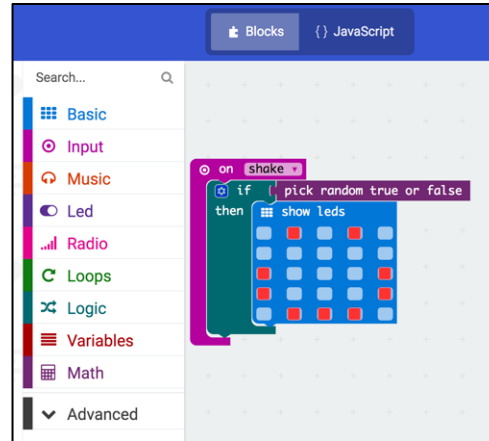 Blocks
{ } JavaScript
Search...
Basic
Input
Music
Led
Radio
Loops
Logic
Variables
Math
Advanced
on shake
if pick random true or false
then show leds